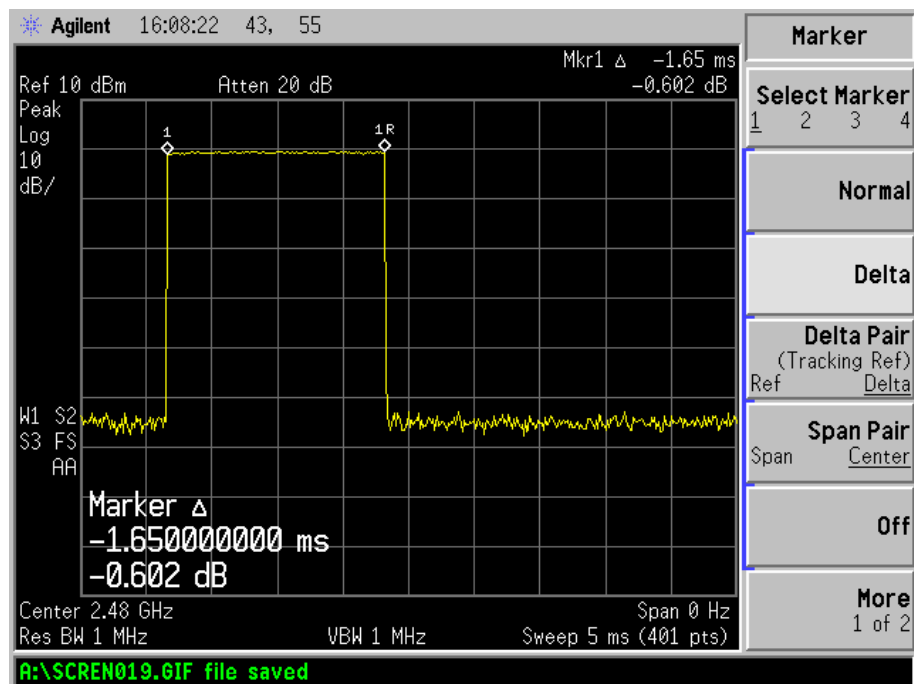 Agilent 16:08:22 43, 55
Mkr1 Δ -1.65 ms
Ref 10 dBm Atten 20 dB -0.602 dB
Peak
Log
10
dB/
1 1R
W1 S2
S3 FS
AA
Marker Δ
-1.650000000 ms
-0.602 dB
Center 2.48 GHz Span 0 Hz
Res BW 1 MHz VBW 1 MHz Sweep 5 ms (401 pts)
A:\SCREN019.GIF file saved
Marker
Select Marker
1 2 3 4
Normal
Delta
Delta Pair
(Tracking Ref)
Ref Delta
Span Pair
Span Center
Off
More
1 of 2